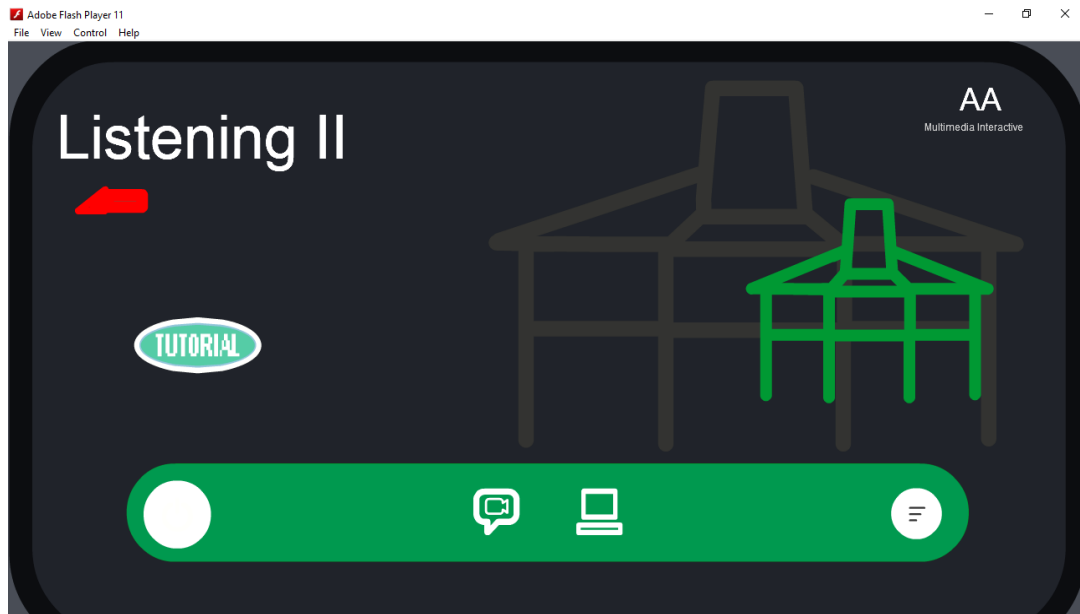 Adobe Flash Player 11
File View Control Help
AA
Multimedia Interactive
Listening II
TUTORIAL